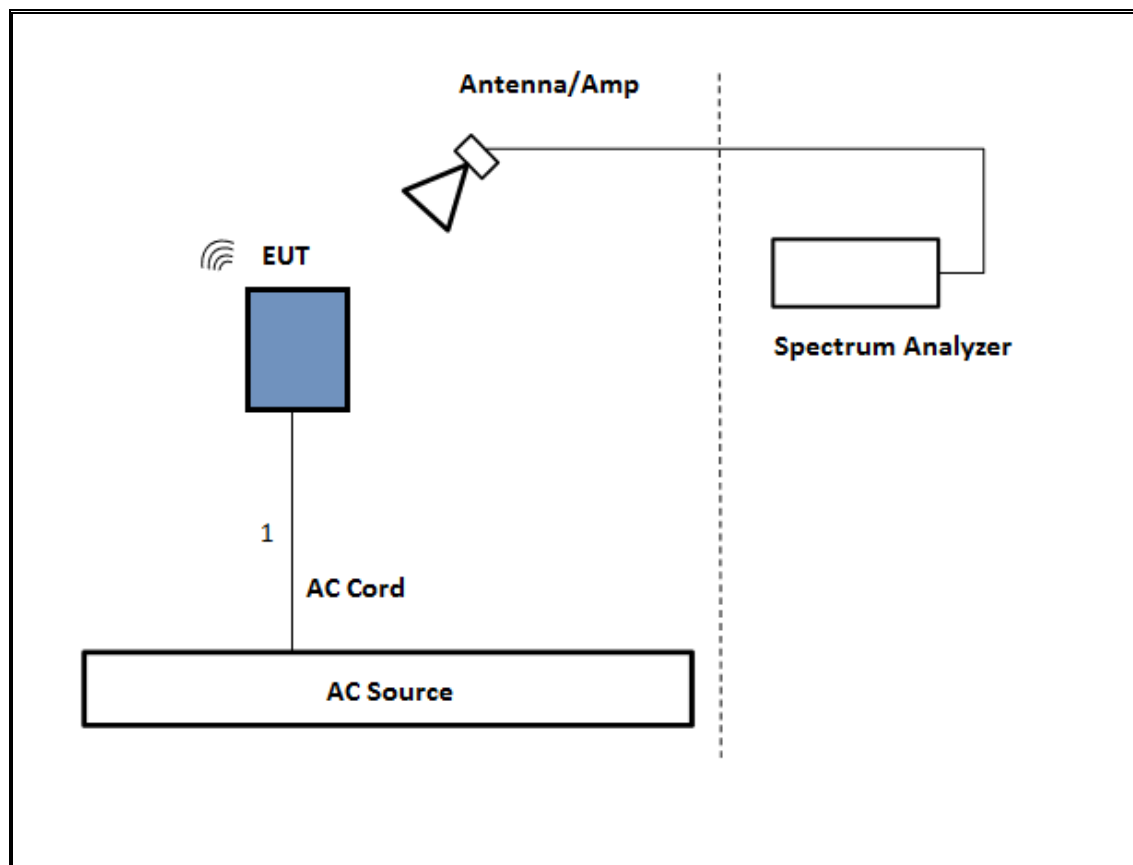 Antenna/Amp
EUT
Spectrum Analyzer
1
AC Cord
AC Source